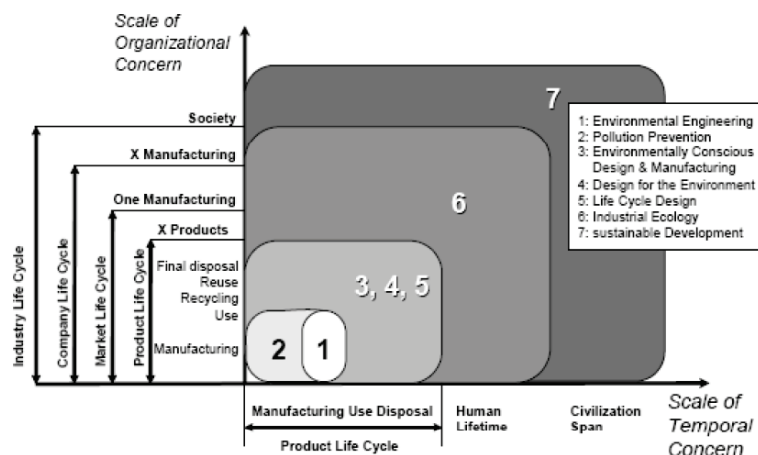 Scale of
Organizational
Concern
Society
X Manufacturing
One Manufacturing
X Products
Final disposal
Reuse
Recycling
Use
Manufacturing
Industry Life Cycle
Company Life Cycle
Market Life Cycle
Product Life Cycle
7
6
3, 4, 5
2
1
1: Environmental Engineering
2: Pollution Prevention
3: Environmentally Conscious
Design & Manufacturing
4: Design for the Environment
5: Life Cycle Design
6: Industrial Ecology
7: sustainable Development
Manufacturing Use Disposal
Product Life Cycle
Human
Lifetime
Civilization
Span
Scale of
Temporal
Concern